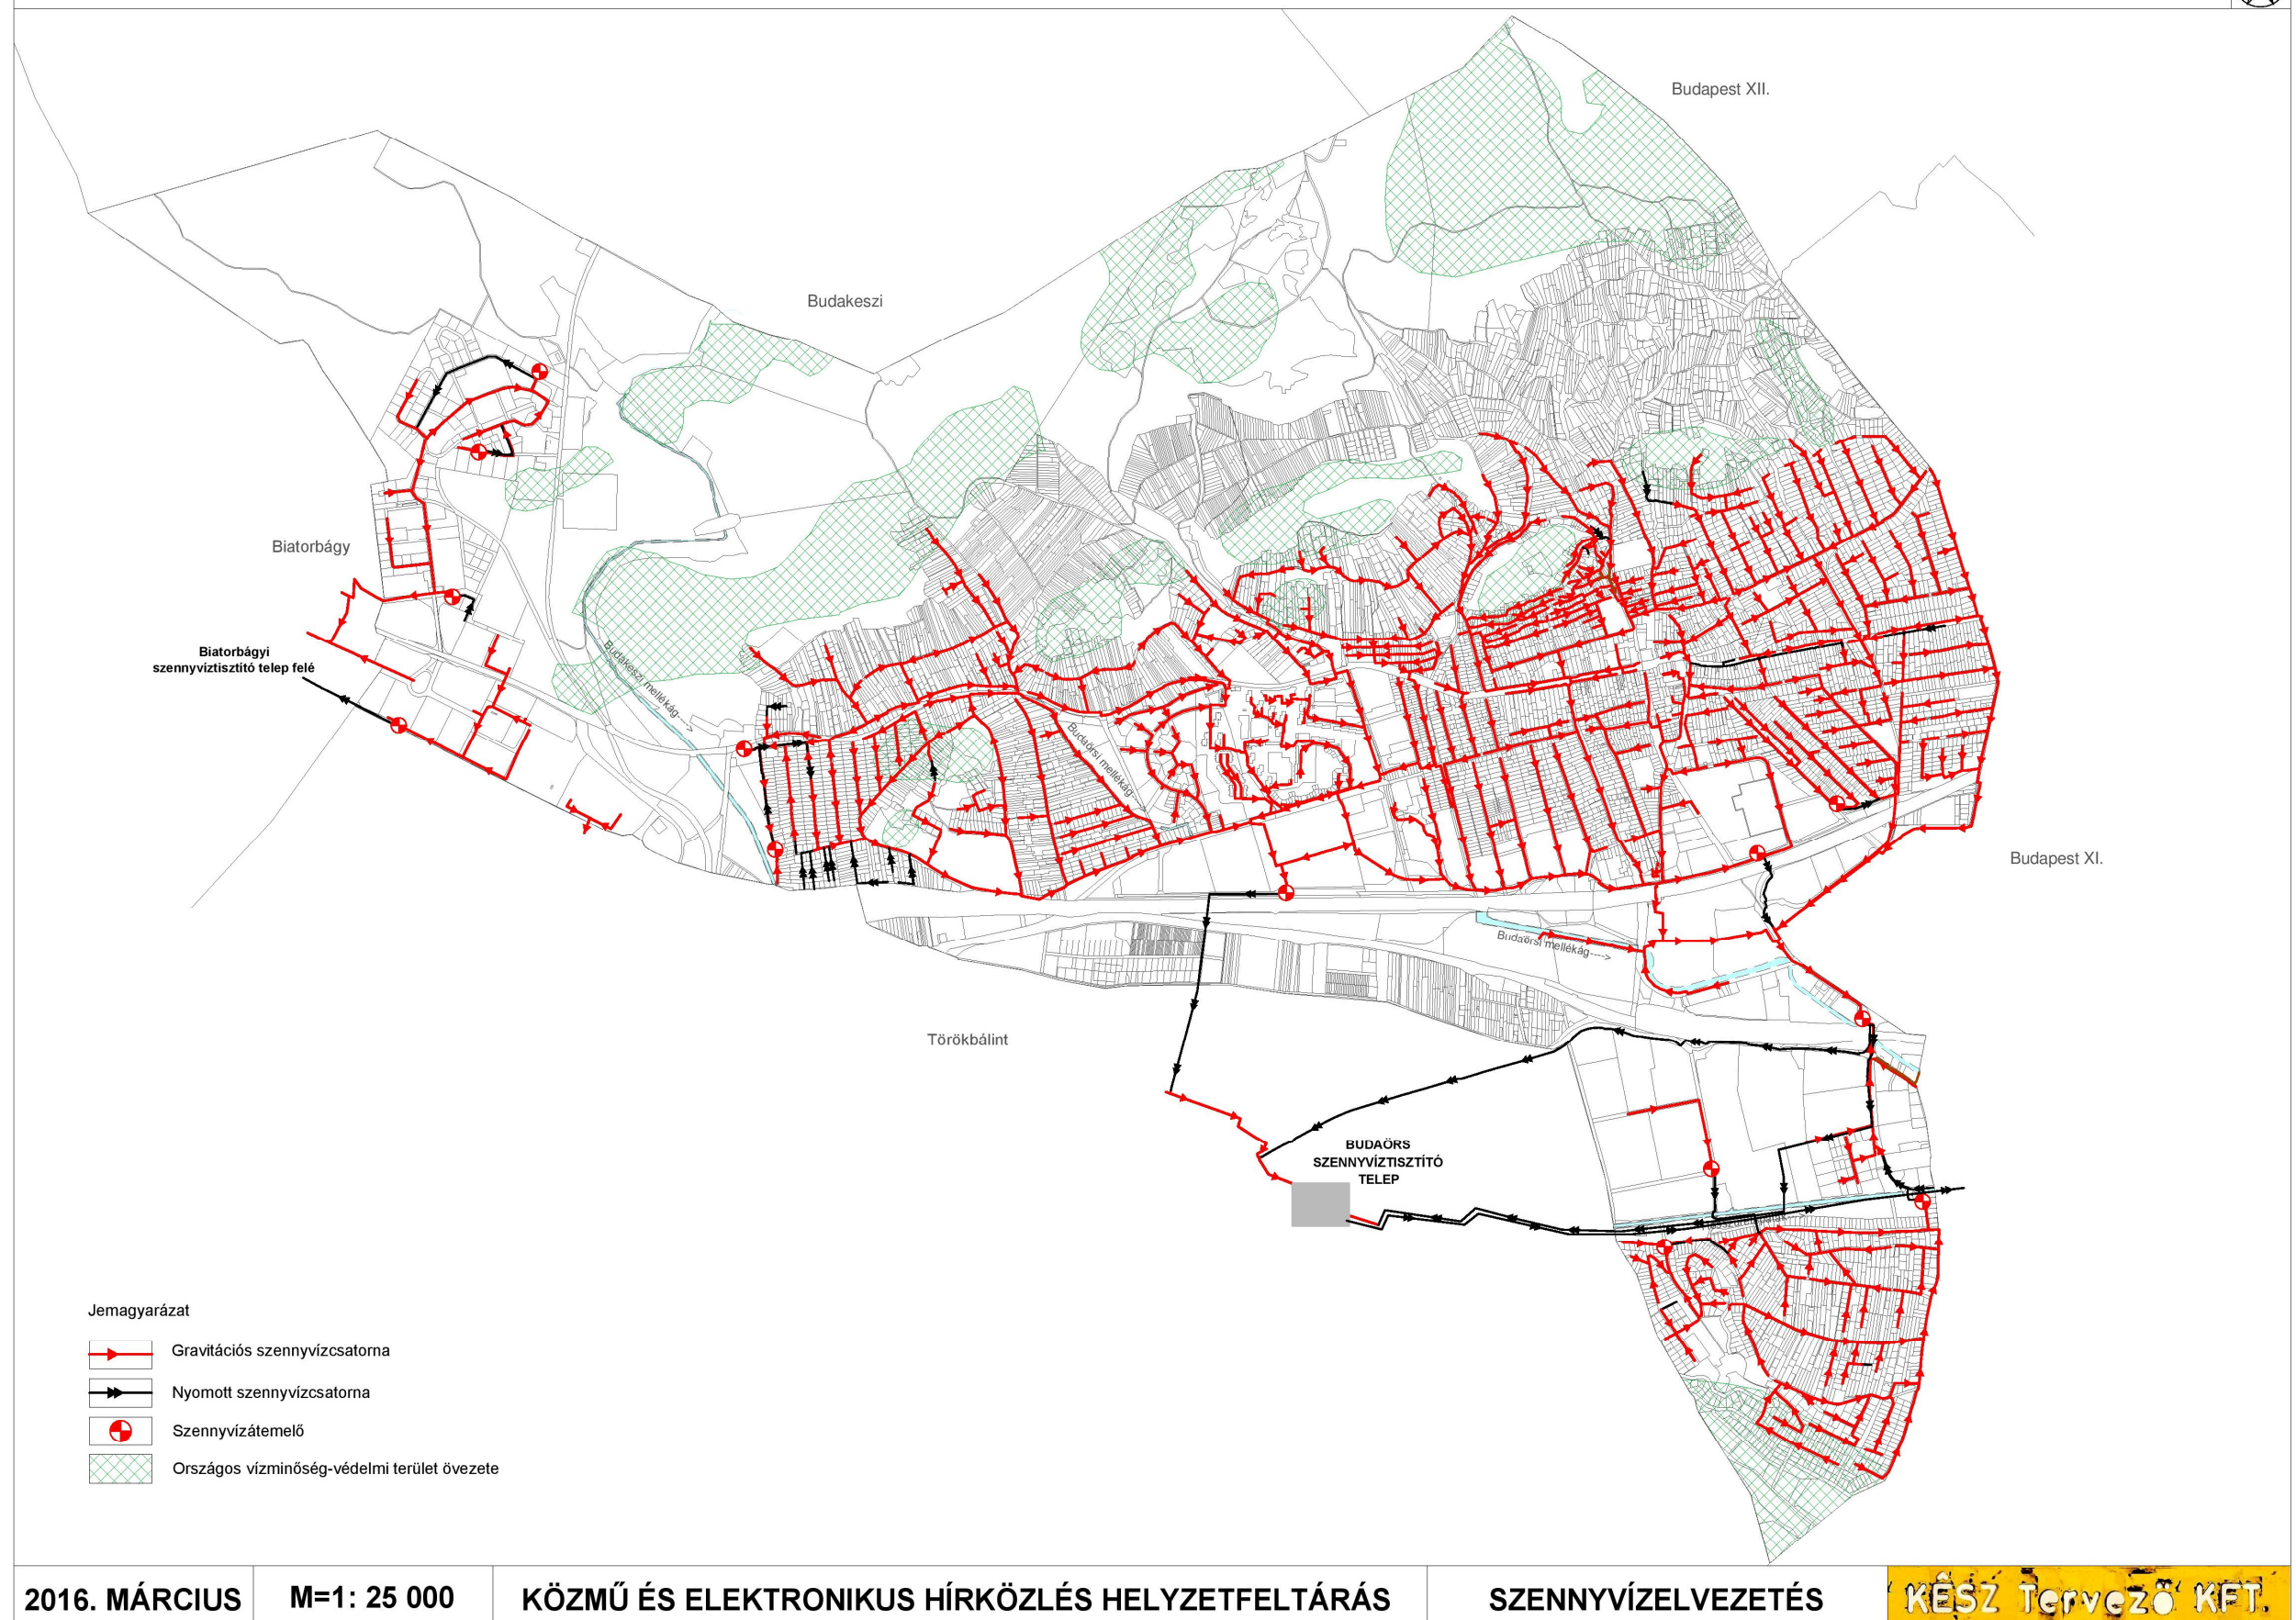 Budapest XII.
Budakeszi
Biatorbágy
Biatorbágyi
szennyvíztisztító telep felé
Budakeszi mellékág---->
Budaörsi mellékág---->
Budapest XI.
Budaörsi mellékág---->
Törökbálint
BUDAÖRS
SZENNYVÍZTISZTÍTÓ
TELEP
Jemagyarázat
Gravitációs szennyvízcsatorna
Nyomott szennyvízcsatorna
Szennyvízátemelő
Országos vízminőség-védelmi terület övezete
2016. MÁRCIUS
M=1: 25 000
KÖZMŰ ÉS ELEKTRONIKUS HÍRKÖZLÉS HELYZETFELTÁRÁS
SZENNYVÍZELVEZETÉS
KÉSZ Tervező KFT.